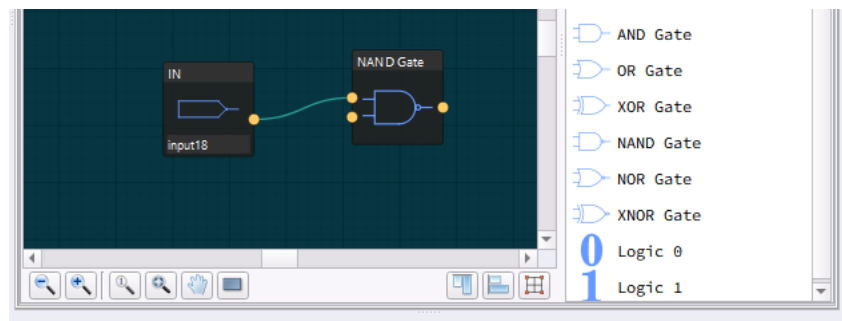 IN
NAND Gate
input18
AND Gate
OR Gate
XOR Gate
NAND Gate
NOR Gate
XNOR Gate
0 Logic 0
1 Logic 1
1